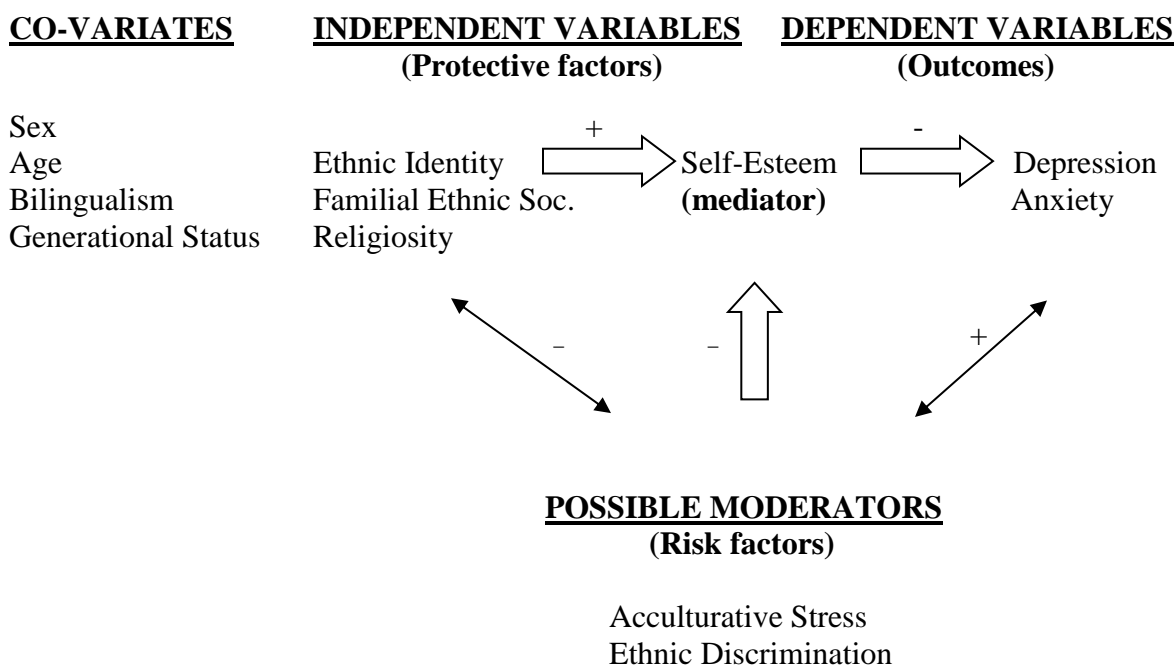 CO-VARIATES INDEPENDENT VARIABLES DEPENDENT VARIABLES
(Protective factors) (Outcomes)
Sex + -
Age Ethnic Identity Self-Esteem Depression
Bilingualism Familial Ethnic Soc. (mediator) Anxiety
Generational Status Religiosity
- - +
POSSIBLE MODERATORS
(Risk factors)
Acculturative Stress
Ethnic Discrimination